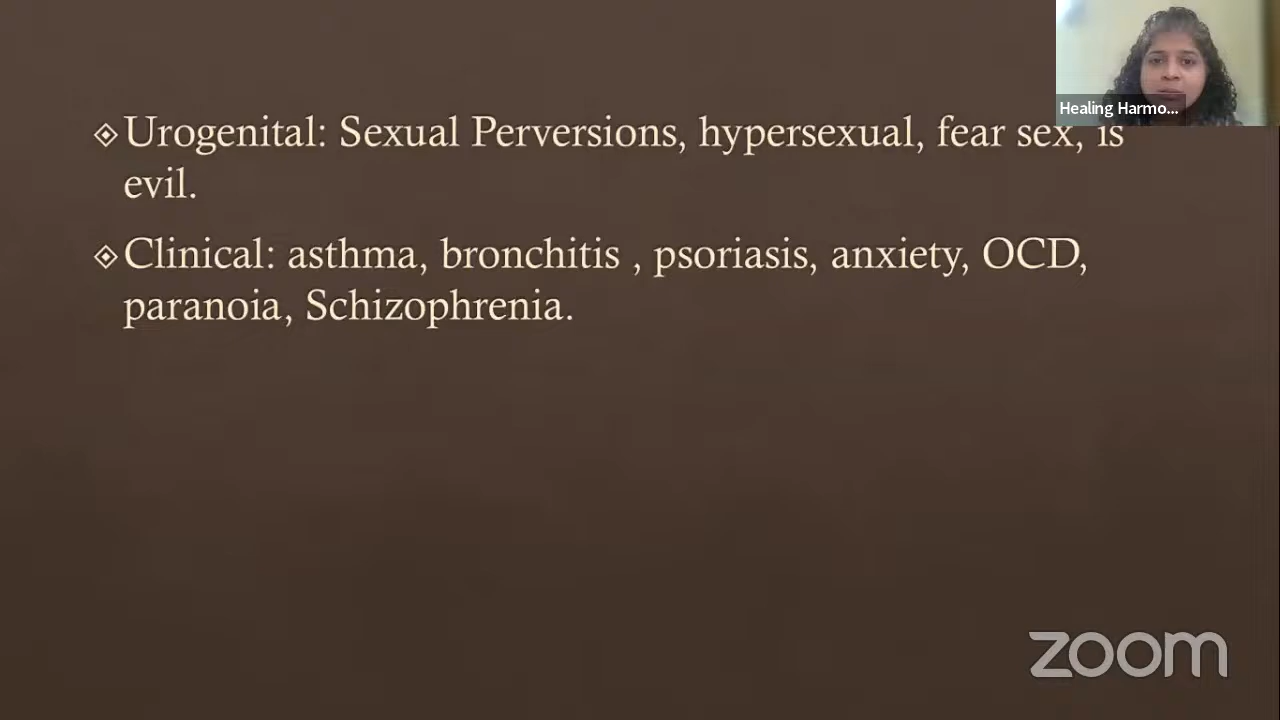 Healing Harmo...
Urogenital: Sexual Perversions, hypersexual, fear sex, is
evil.
Clinical: asthma, bronchitis , psoriasis, anxiety, OCD,
paranoia, Schizophrenia.
zoom